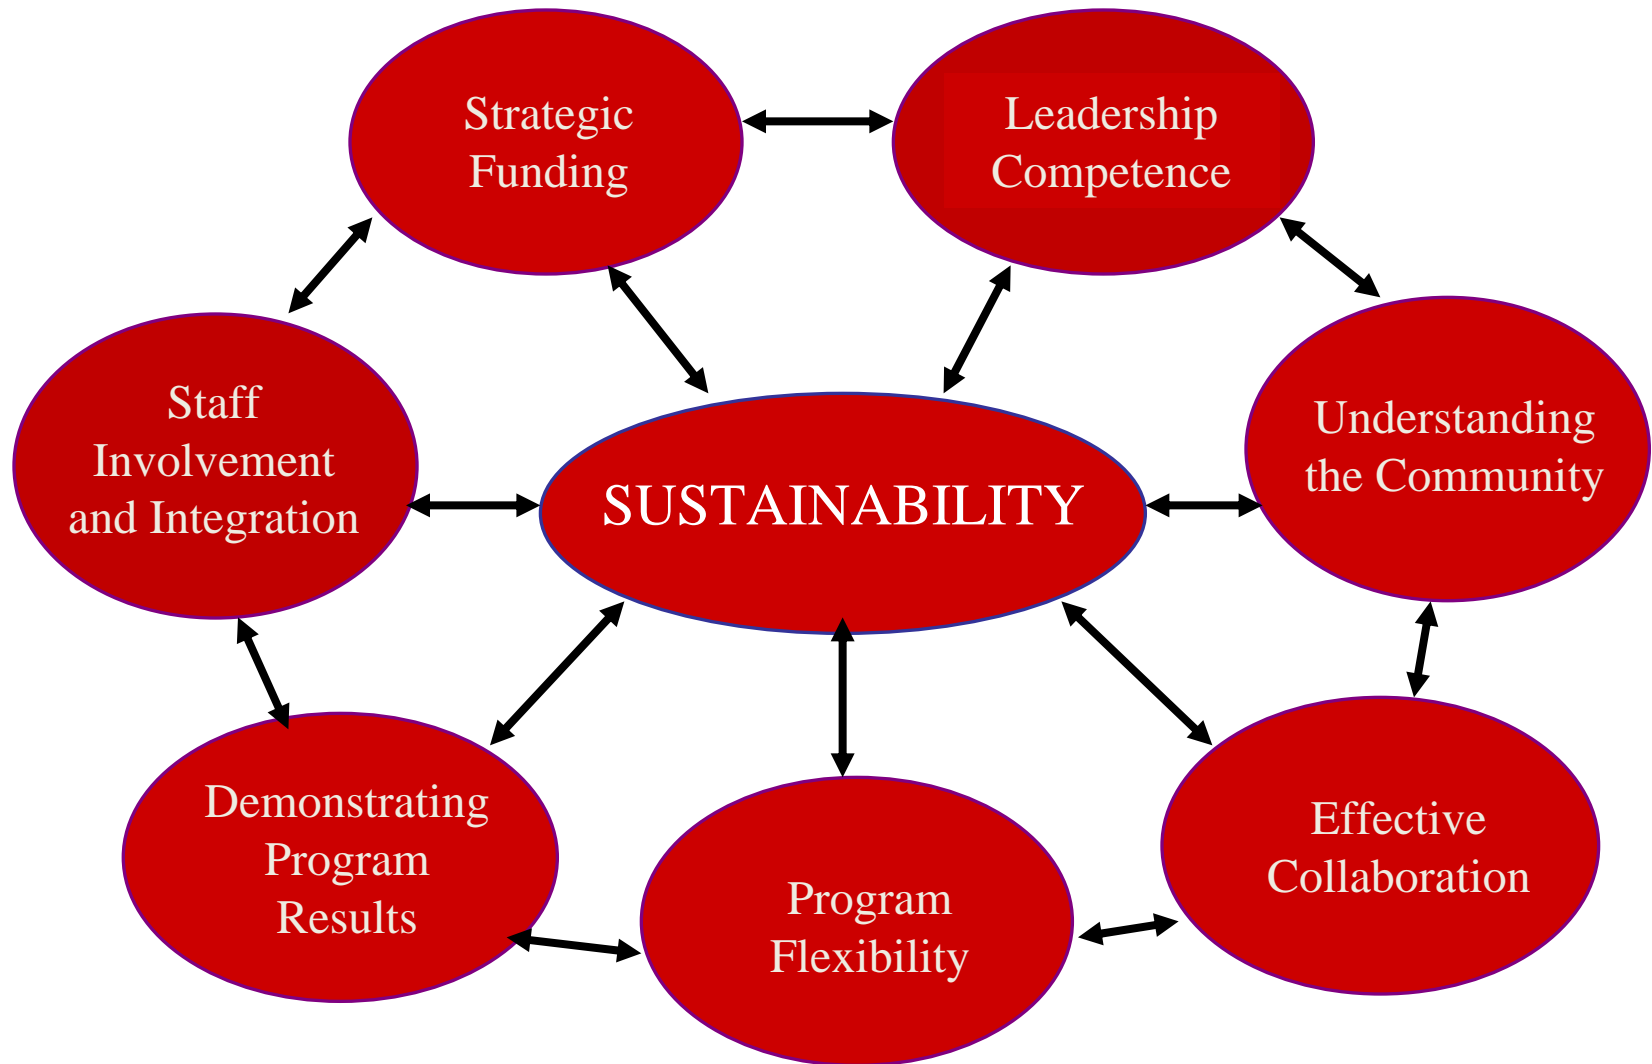 Strategic
Funding
Leadership
Competence
Staff
Involvement
and Integration
SUSTAINABILITY
Understanding
the Community
Demonstrating
Program
Results
Program
Flexibility
Effective
Collaboration